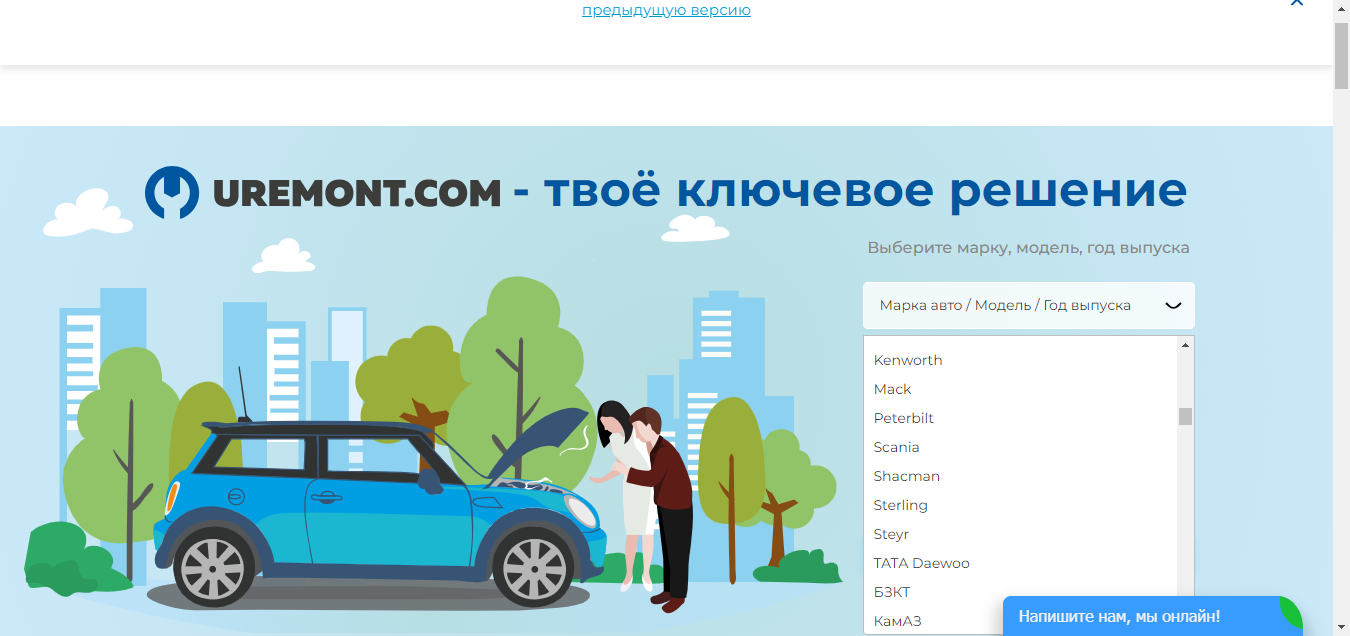 предыдущую версию
UREMONT.COM - твоё ключевое решение
Выберите марку, модель, год выпуска
Марка авто / Модель / Год выпуска
Kenworth
Mack
Peterbilt
Scania
Shacman
Sterling
Steyr
TATA Daewoo
БЗКТ
КамАЗ
Напишите нам, мы онлайн!